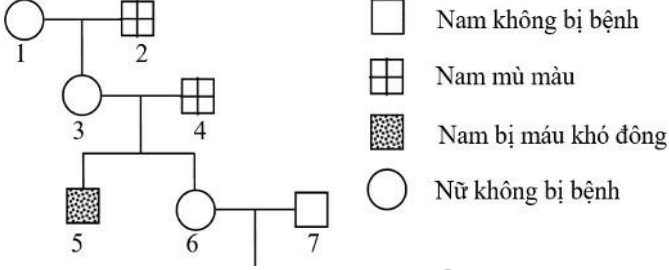 1
2
3
4
5
6
7
Nam không bị bệnh
Nam mù màu
Nam bị máu khó đông
Nữ không bị bệnh